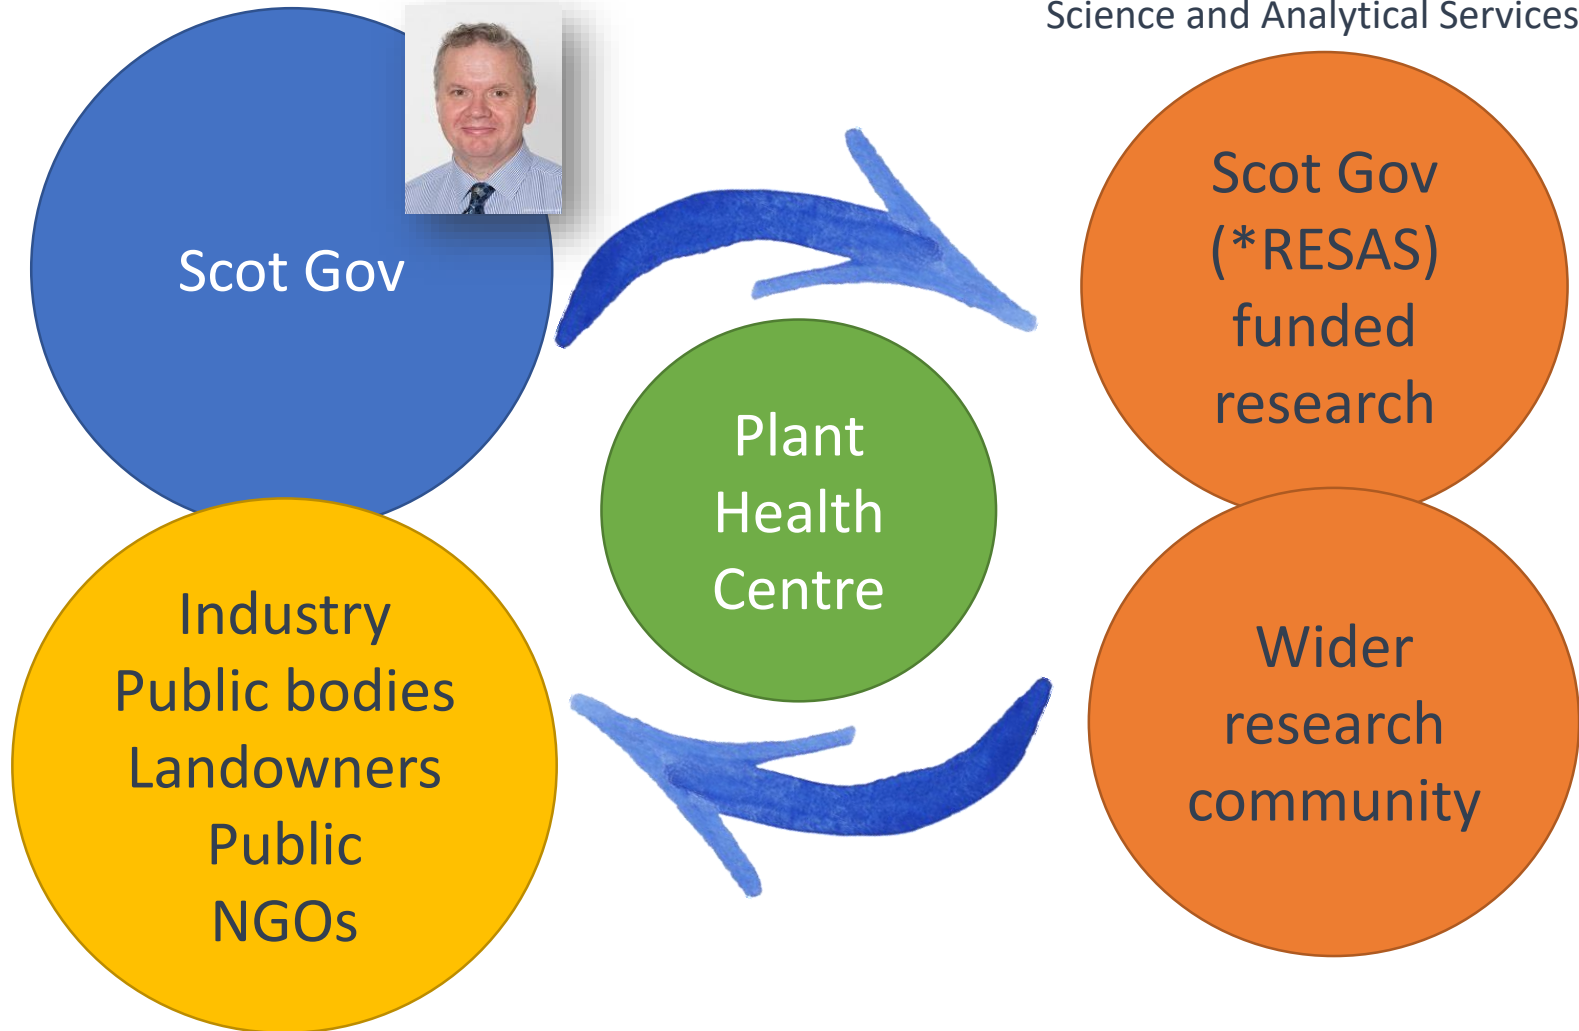 Science and Analytical Services
Scot Gov
Scot Gov
(*RESAS)
funded
research
Plant
Health
Centre
Industry
Public bodies
Landowners
Public
NGOs
Wider
research
community